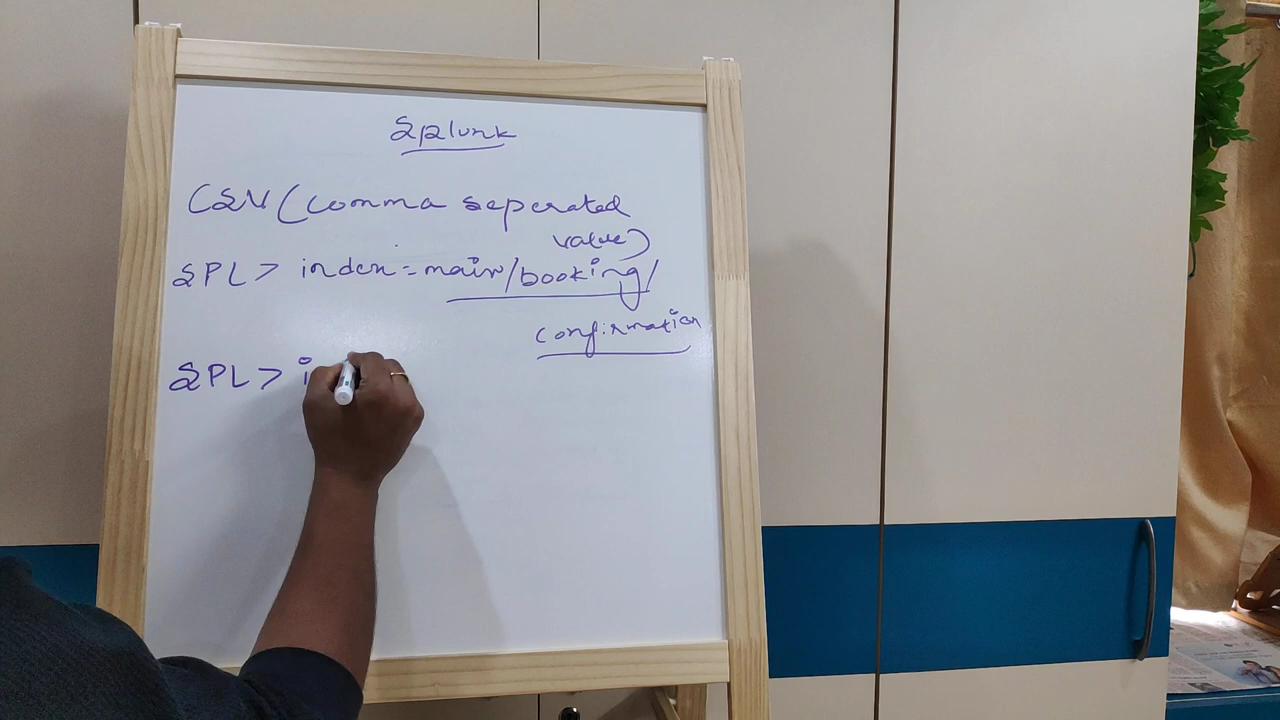 Splunk
CSV (comma seperated
value)
SPL> index=main/booking/
confirmation
SPL> i